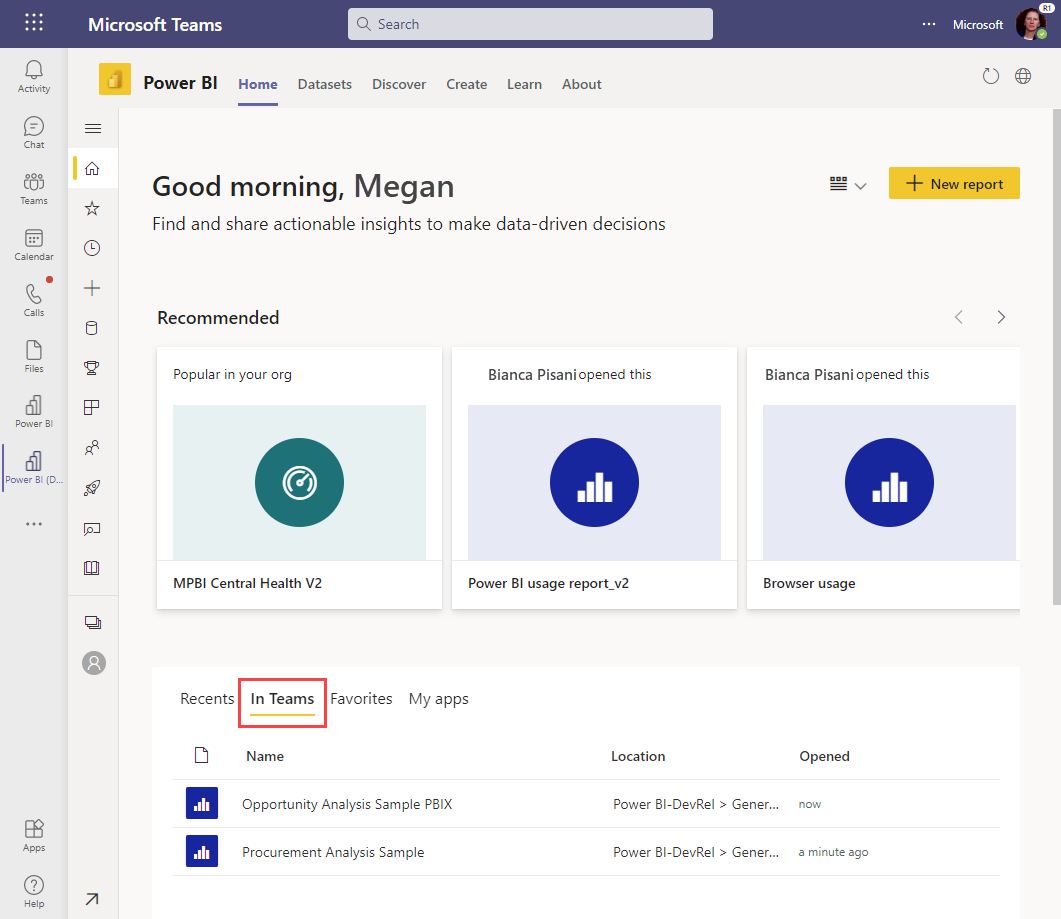 Microsoft Teams
Search
Microsoft
R1
Activity
Chat
Teams
Calendar
Calls
Files
Power BI
Power BI (D...
Apps
Help
Power BI
Home
Datasets
Discover
Create
Learn
About
Good morning, Megan
Find and share actionable insights to make data-driven decisions
New report
Recommended
Popular in your org
MPBI Central Health V2
Bianca Pisani opened this
Power BI usage report_v2
Bianca Pisani opened this
Browser usage
Recents
In Teams
Favorites
My apps
Name Location Opened
Opportunity Analysis Sample PBIX Power BI-DevRel > Gener... now
Procurement Analysis Sample Power BI-DevRel > Gener... a minute ago